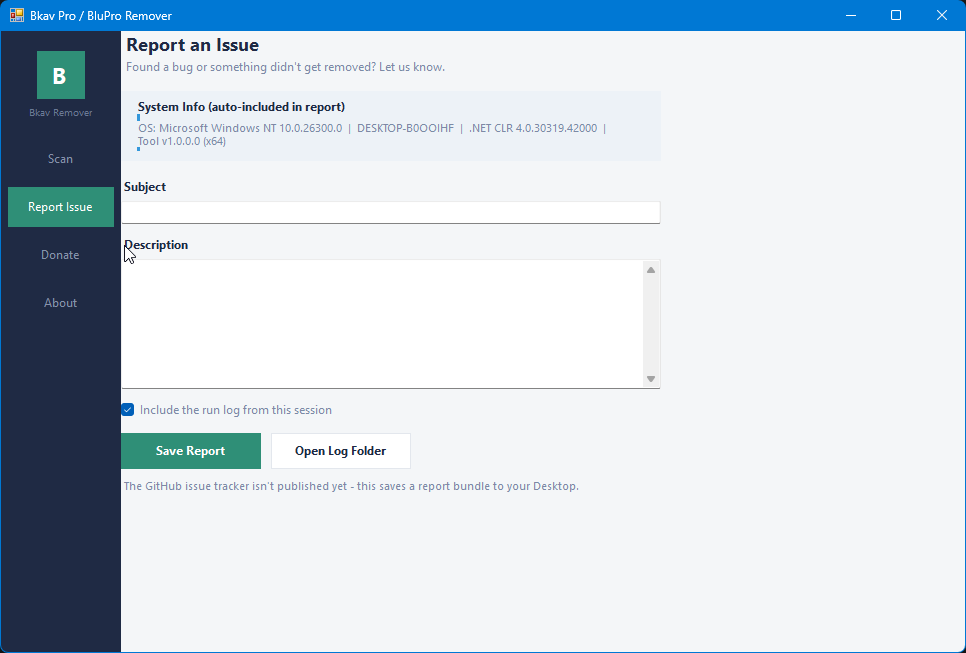 Bkav Pro / BluPro Remover
B
Bkav Remover
Scan
Report Issue
Donate
About
Report an Issue
Found a bug or something didn't get removed? Let us know.
System Info (auto-included in report)
OS: Microsoft Windows NT 10.0.26300.0 | DESKTOP-B0OOIHF | .NET CLR 4.0.30319.42000 |
Tool v1.0.0.0 (x64)
Subject
Description
Include the run log from this session
Save Report
Open Log Folder
The GitHub issue tracker isn't published yet - this saves a report bundle to your Desktop.